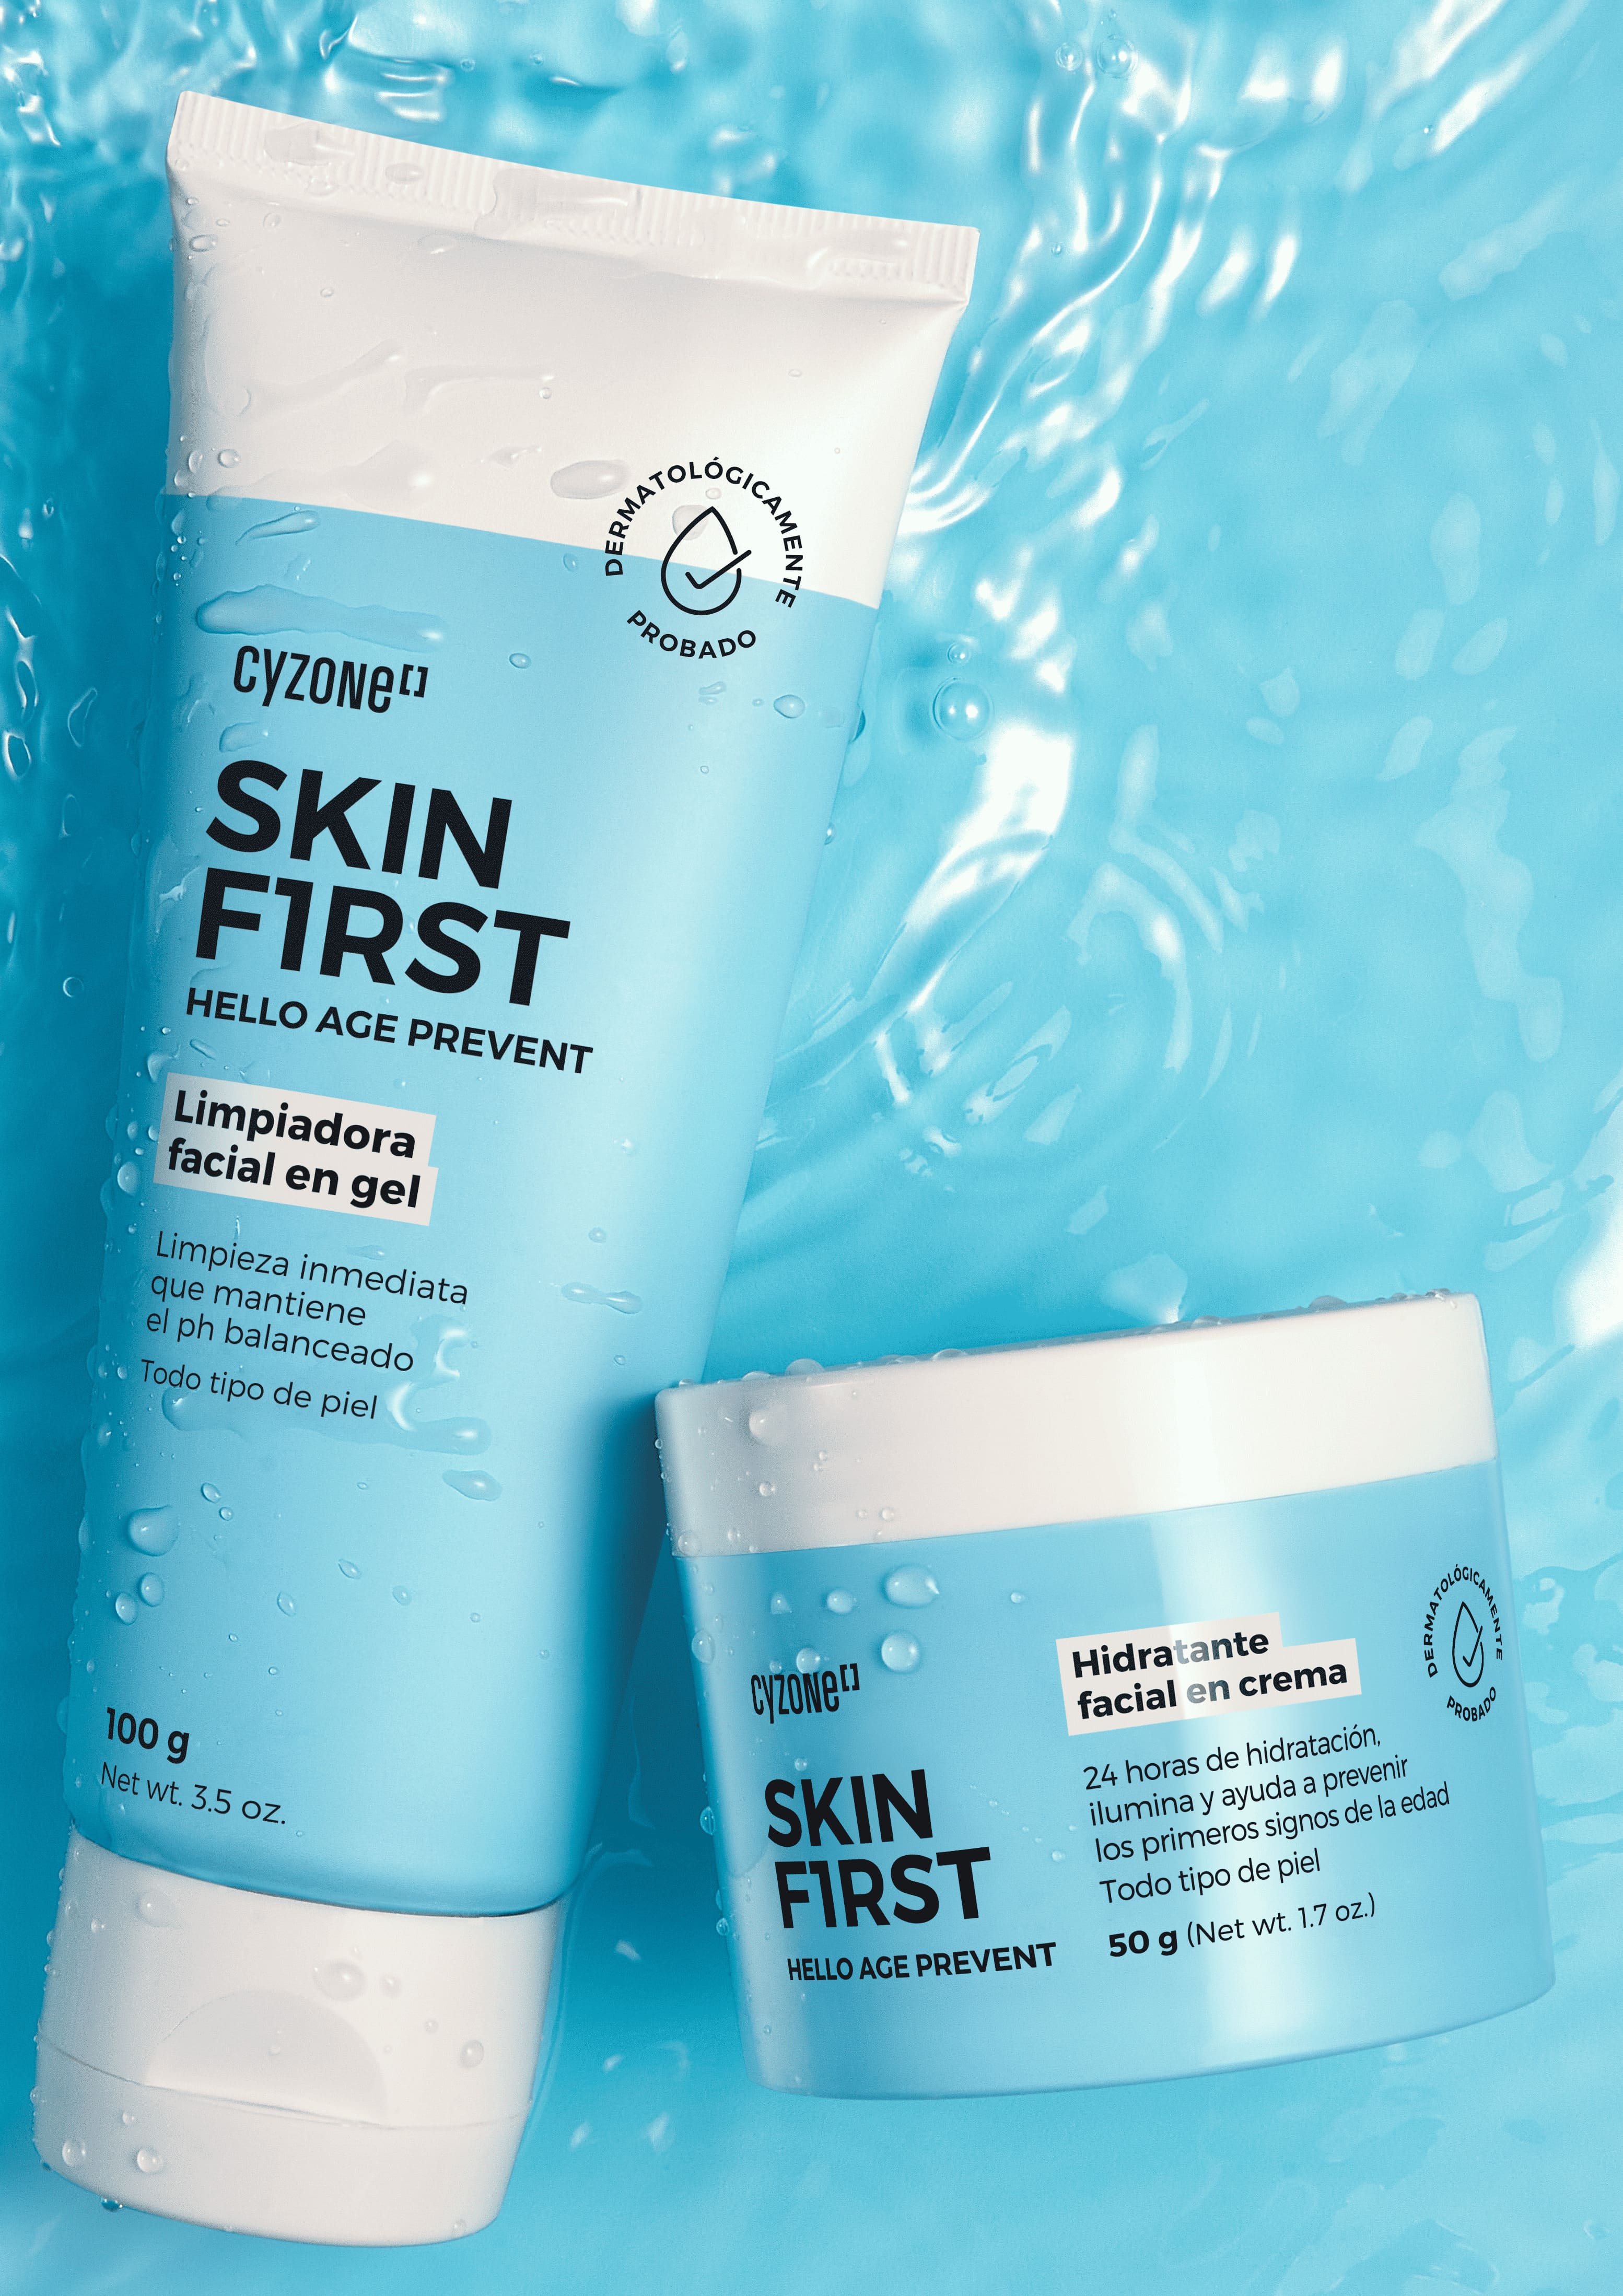 DERMATOLÓGICAMENTE
PROBADO
cyzone[]
SKIN
F1RST
HELLO AGE PREVENT
Limpiadora
facial en gel
Limpieza inmediata
que mantiene
el ph balanceado
Todo tipo de piel
100 g
Net wt. 3.5 oz.
cyzone[]
SKIN
F1RST
HELLO AGE PREVENT
Hidratante
facial en crema
24 horas de hidratación,
ilumina y ayuda a prevenir
los primeros signos de la edad
Todo tipo de piel
50 g (Net wt. 1.7 oz.)
DERMATOLÓGICAMENTE
PROBADO